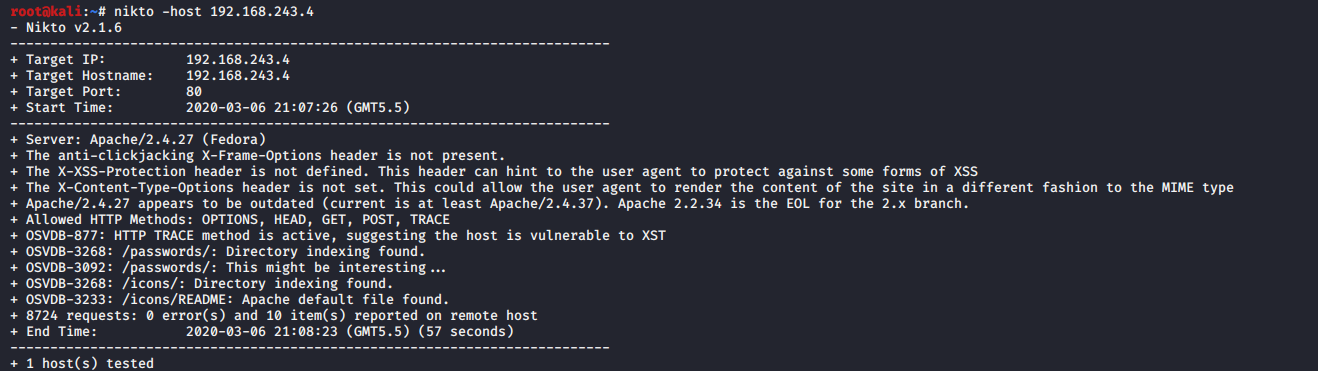 root@kali:~# nikto -host 192.168.243.4
- Nikto v2.1.6
---------------------------------------------------------------------------
+ Target IP:          192.168.243.4
+ Target Hostname:    192.168.243.4
+ Target Port:        80
+ Start Time:         2020-03-06 21:07:26 (GMT5.5)
---------------------------------------------------------------------------
+ Server: Apache/2.4.27 (Fedora)
+ The anti-clickjacking X-Frame-Options header is not present.
+ The X-XSS-Protection header is not defined. This header can hint to the user agent to protect against some forms of XSS
+ The X-Content-Type-Options header is not set. This could allow the user agent to render the content of the site in a different fashion to the MIME type
+ Apache/2.4.27 appears to be outdated (current is at least Apache/2.4.37). Apache 2.2.34 is the EOL for the 2.x branch.
+ Allowed HTTP Methods: OPTIONS, HEAD, GET, POST, TRACE
+ OSVDB-877: HTTP TRACE method is active, suggesting the host is vulnerable to XST
+ OSVDB-3268: /passwords/: Directory indexing found.
+ OSVDB-3092: /passwords/: This might be interesting...
+ OSVDB-3268: /icons/: Directory indexing found.
+ OSVDB-3233: /icons/README: Apache default file found.
+ 8724 requests: 0 error(s) and 10 item(s) reported on remote host
+ End Time:           2020-03-06 21:08:23 (GMT5.5) (57 seconds)
---------------------------------------------------------------------------
+ 1 host(s) tested